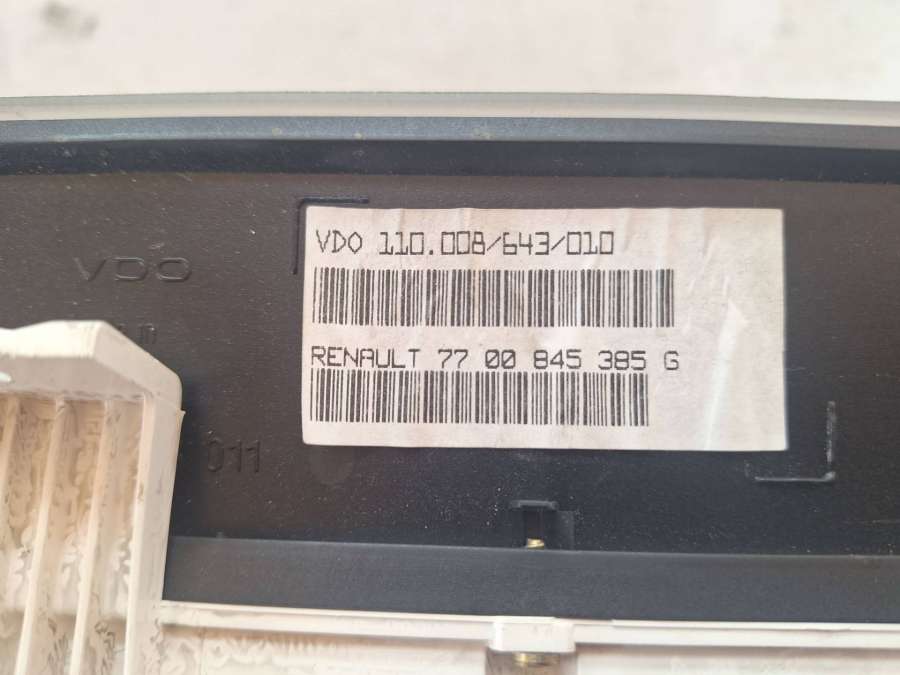 VDO 110.008/643/010
VDO
RENAULT 77 00 845 385 G
011